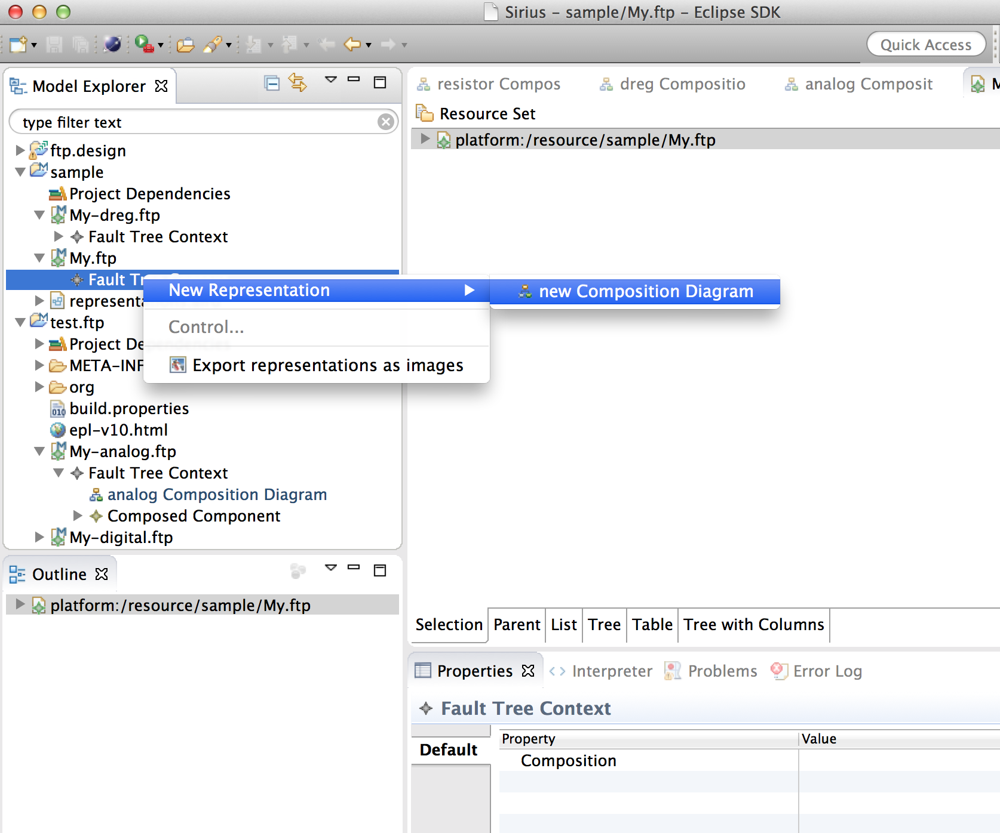 Sirius - sample/My.ftp - Eclipse SDK
Quick Access
Model Explorer
type filter text
ftp.design
sample
Project Dependencies
My-dreg.ftp
Fault Tree Context
My.ftp
Fault
test.ftp
Project
META-INF
org
build.properties
epl-v10.html
My-analog.ftp
Fault Tree Context
analog Composition Diagram
Composed Component
My-digital.ftp
New Representation
Control...
Export representations as images
new Composition Diagram
Outline
platform:/resource/sample/My.ftp
resistor Compos
dreg Compositio
analog Composit
Resource Set
platform:/resource/sample/My.ftp
Selection Parent List Tree Table Tree with Columns
Properties Interpreter Problems Error Log
Fault Tree Context
Default
Property Value
Composition